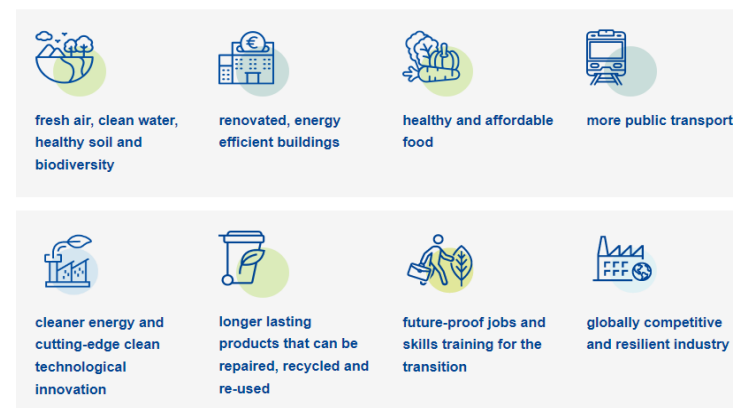 €
fresh air, clean water,
healthy soil and
biodiversity
renovated, energy
efficient buildings
healthy and affordable
food
more public transport
cleaner energy and
cutting-edge clean
technological
innovation
longer lasting
products that can be
repaired, recycled and
re-used
future-proof jobs and
skills training for the
transition
globally competitive
and resilient industry